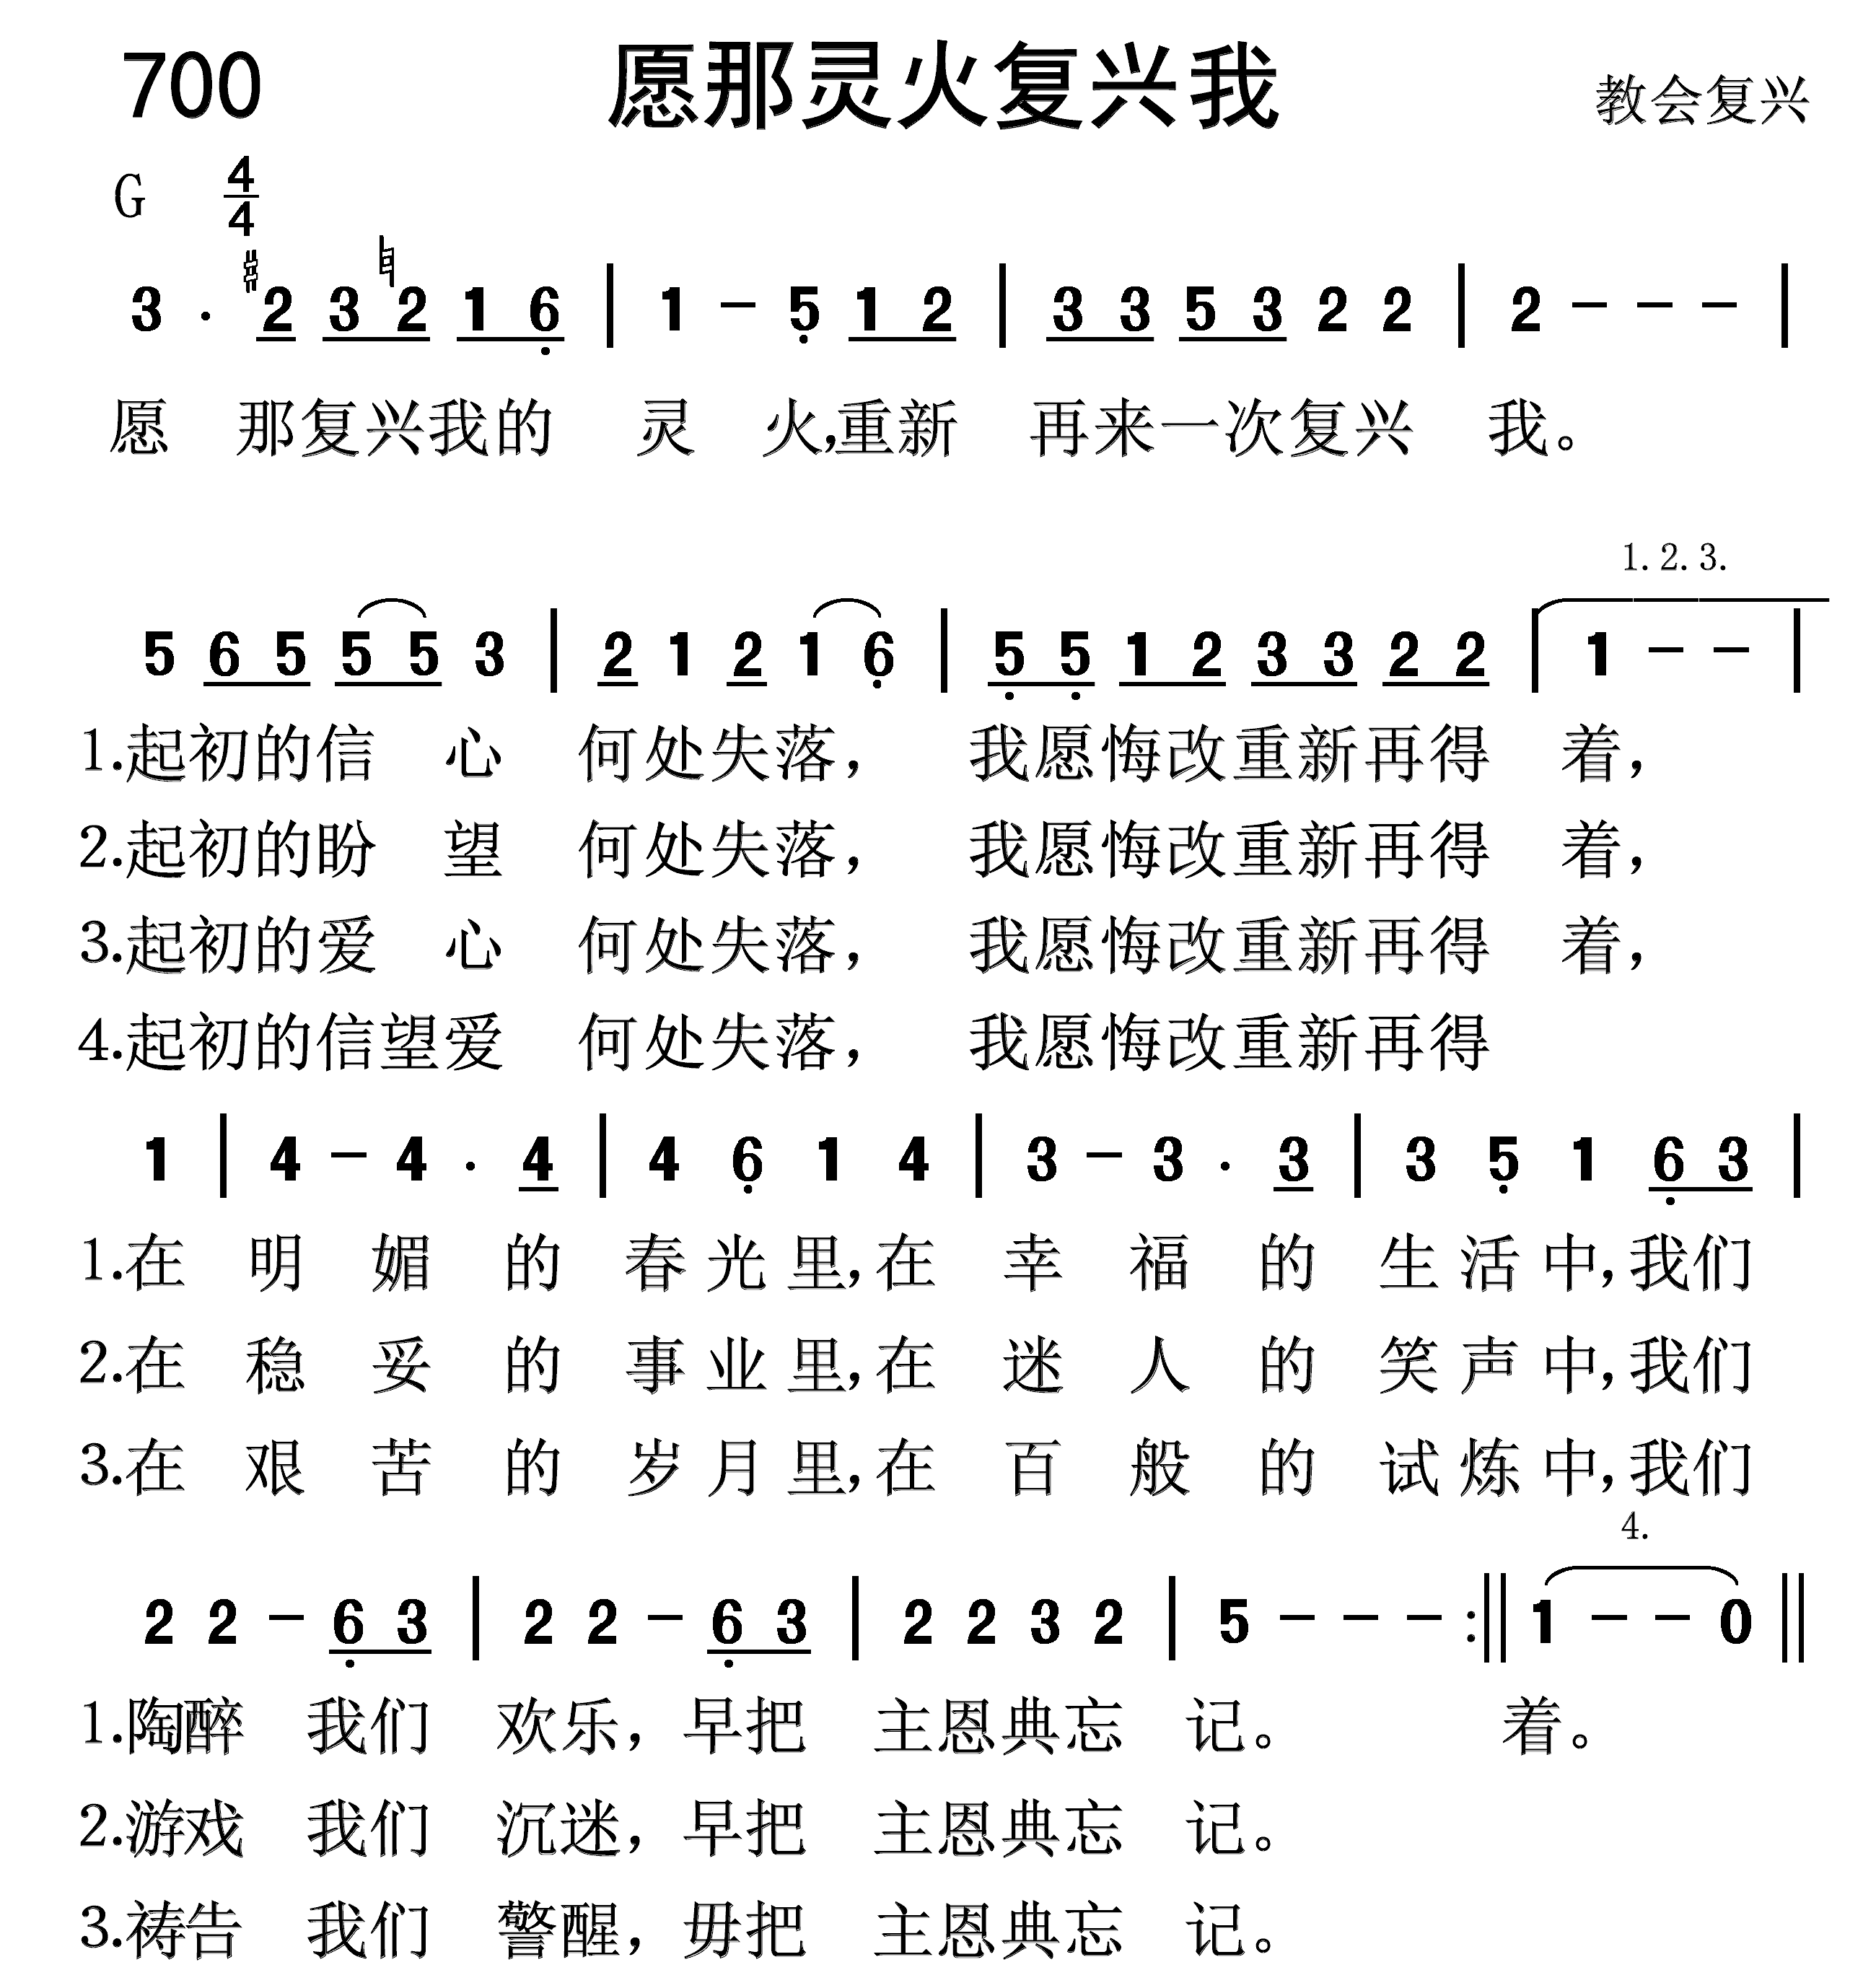 700 愿那灵火复兴我 教会复兴
G 4/4
3 · #2 3 ♮2 1 6̣ | 1 – 5̣ 1 2 | 3 3 5 3 2 2 | 2 – – – |
愿 那复兴我的 灵 火,重新 再来一次复兴 我。
1. 2. 3.
5 6 5 5 5 3 | 2 1 2 1 6̣ | 5̣ 5̣ 1 2 3 3 2 2 | 1 – – |
1.起初的信 心 何处失落, 我愿悔改重新再得 着,
2.起初的盼 望 何处失落, 我愿悔改重新再得 着,
3.起初的爱 心 何处失落, 我愿悔改重新再得 着,
4.起初的信望爱 何处失落, 我愿悔改重新再得
1 | 4 – 4 · 4 | 4 6̣ 1 4 | 3 – 3 · 3 | 3 5̣ 1 6̣ 3 |
1.在 明 媚 的 春光里,在 幸 福 的 生活中,我们
2.在 稳 妥 的 事业里,在 迷 人 的 笑声中,我们
3.在 艰 苦 的 岁月里,在 百 般 的 试炼中,我们
4.
2 2 – 6̣ 3 | 2 2 – 6̣ 3 | 2 2 3 2 | 5 – – – :|| 1 – – 0 ||
1.陶醉 我们 欢乐, 早把 主恩典忘 记。 着。
2.游戏 我们 沉迷, 早把 主恩典忘 记。
3.祷告 我们 警醒, 毋把 主恩典忘 记。